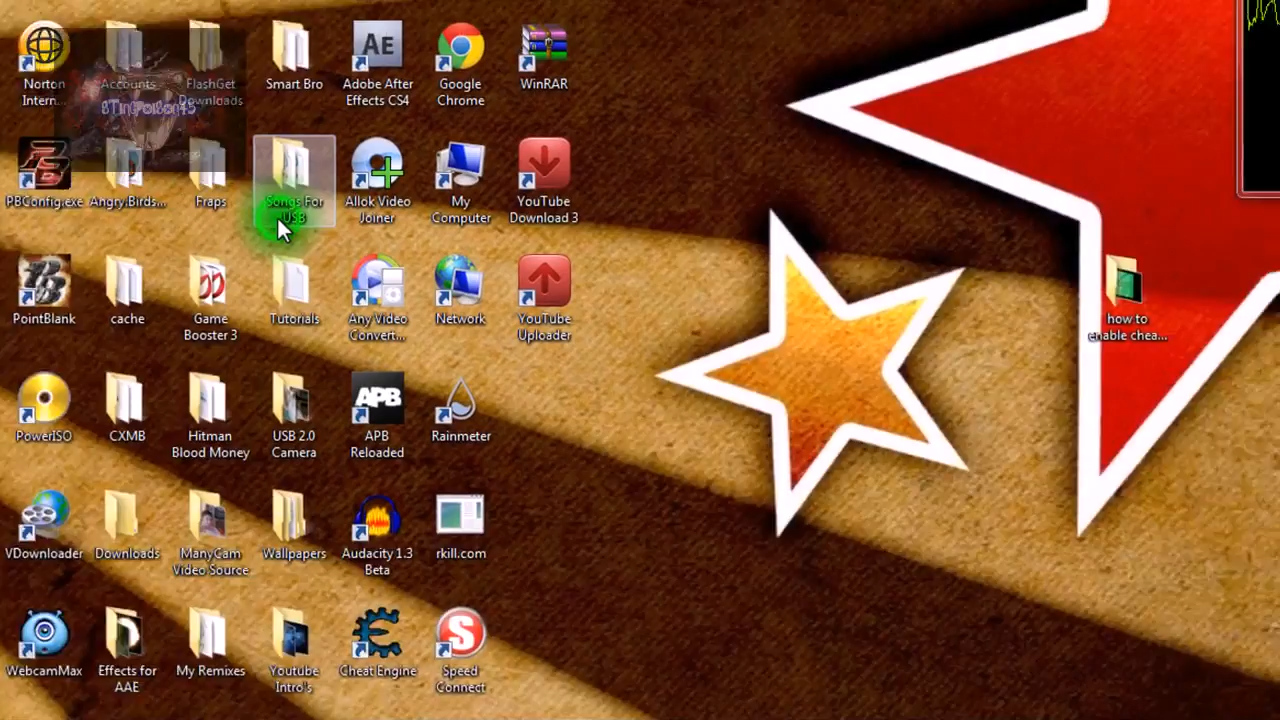 Norton
Intern...
Accounts
FlashGet
Downloads
Smart Bro
Adobe After
Effects CS4
Google
Chrome
WinRAR
PBConfig.exe
Angry.Birds...
Fraps
Songs For
USB
Allok Video
Joiner
My
Computer
YouTube
Download 3
PointBlank
cache
Game
Booster 3
Tutorials
Any Video
Convert...
Network
YouTube
Uploader
how to
enable chea...
PowerISO
CXMB
Hitman
Blood Money
USB 2.0
Camera
APB
APB
Reloaded
Rainmeter
VDownloader
Downloads
ManyCam
Video Source
Wallpapers
Audacity 1.3
Beta
rkill.com
WebcamMax
Effects for
AAE
My Remixes
Youtube
Intro's
Cheat Engine
Speed
Connect